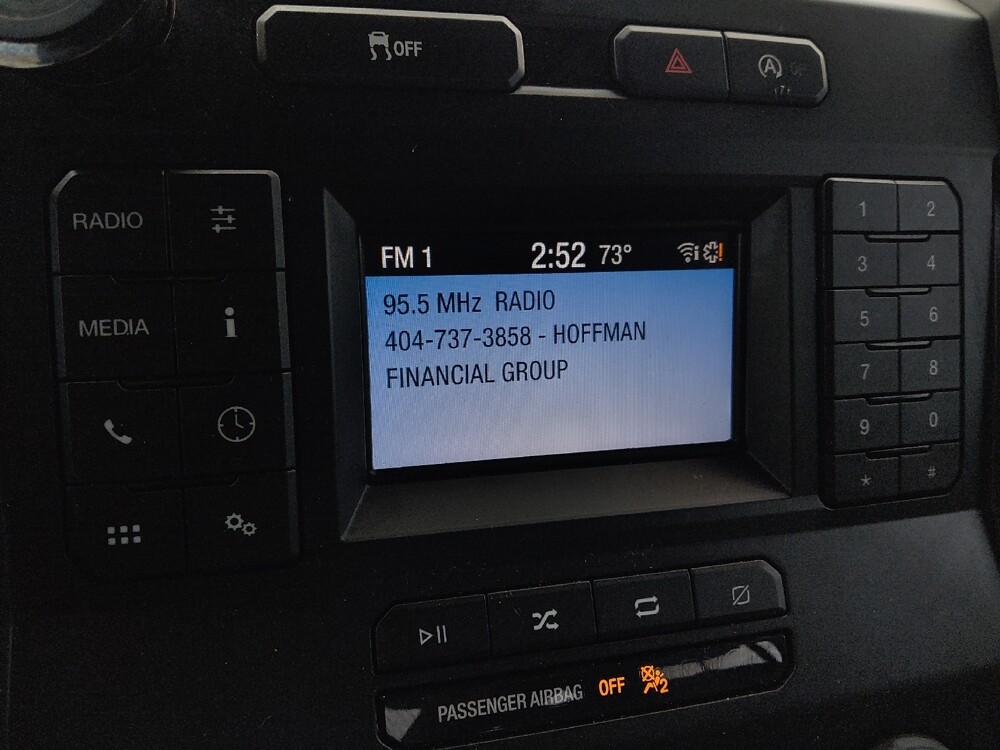 OFF
A
RADIO
MEDIA
i
FM 1 2:52 73° i !
95.5 MHz RADIO
404-737-3858 - HOFFMAN
FINANCIAL GROUP
1 2
3 4
5 6
7 8
9 0
* #
PASSENGER AIRBAG OFF 2